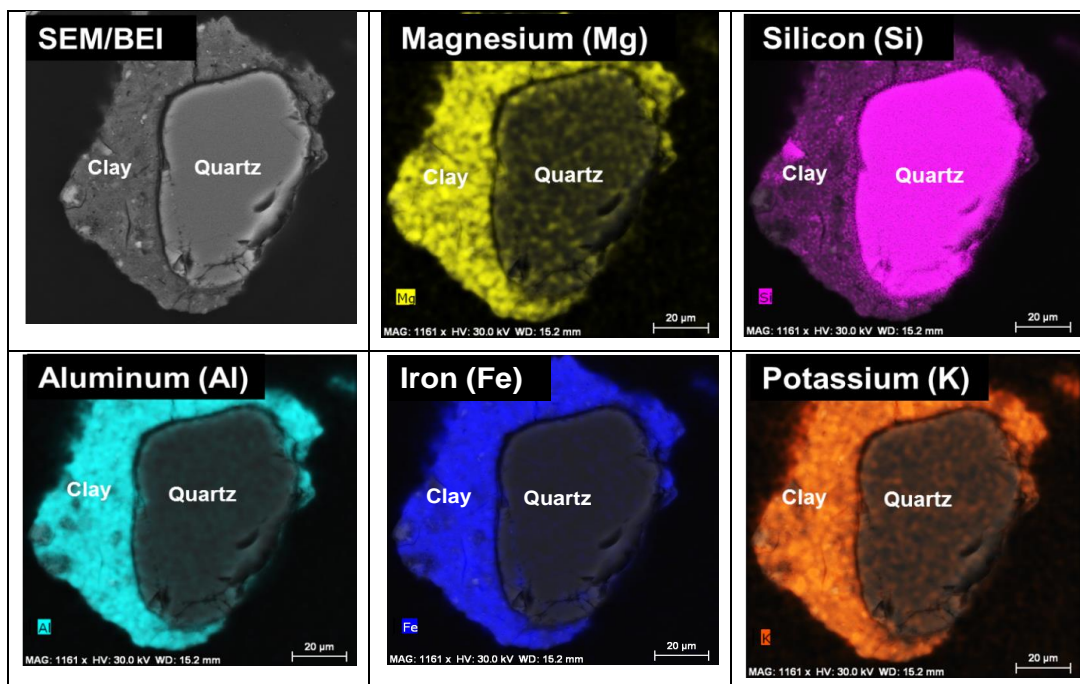 SEM/BEI
Clay
Quartz
Magnesium (Mg)
Clay
Quartz
Mg
MAG: 1161 x HV: 30.0 kV WD: 15.2 mm
20 µm
Silicon (Si)
Clay
Quartz
Si
MAG: 1161 x HV: 30.0 kV WD: 15.2 mm
20 µm
Aluminum (Al)
Clay
Quartz
Al
MAG: 1161 x HV: 30.0 kV WD: 15.2 mm
20 µm
Iron (Fe)
Clay
Quartz
Fe
MAG: 1161 x HV: 30.0 kV WD: 15.2 mm
20 µm
Potassium (K)
Clay
Quartz
K
MAG: 1161 x HV: 30.0 kV WD: 15.2 mm
20 µm